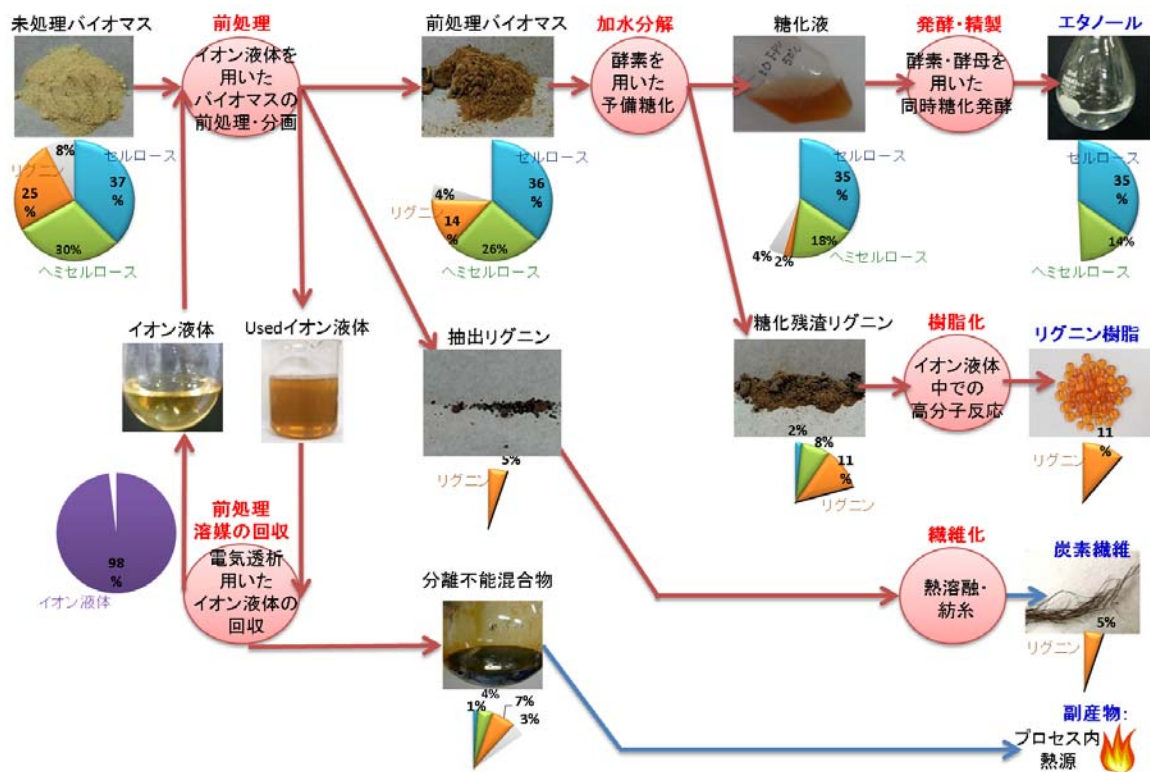 未処理バイオマス
前処理
イオン液体を
用いた
バイオマスの
前処理・分画
前処理バイオマス
加水分解
酵素を
用いた
予備糖化
糖化液
発酵・精製
酵素・酵母を
用いた
同時糖化発酵
エタノール
セルロース
37
%
30%
ヘミセルロース
25
%
リグニン
8%
セルロース
36
%
26%
ヘミセルロース
14
%
リグニン
4%
セルロース
35
%
18%
ヘミセルロース
2%
4%
セルロース
35
%
14%
ヘミセルロース
イオン液体
Usedイオン液体
抽出リグニン
5%
リグニン
糖化残渣リグニン
2%
8%
11
%
リグニン
樹脂化
イオン液体
中での
高分子反応
リグニン樹脂
11
%
リグニン
98
%
イオン液体
前処理
溶媒の回収
電気透析
用いた
イオン液体の
回収
分離不能混合物
1%
4%
7%
3%
繊維化
熱溶融・
紡糸
炭素繊維
5%
リグニン
副産物:
プロセス内
熱源